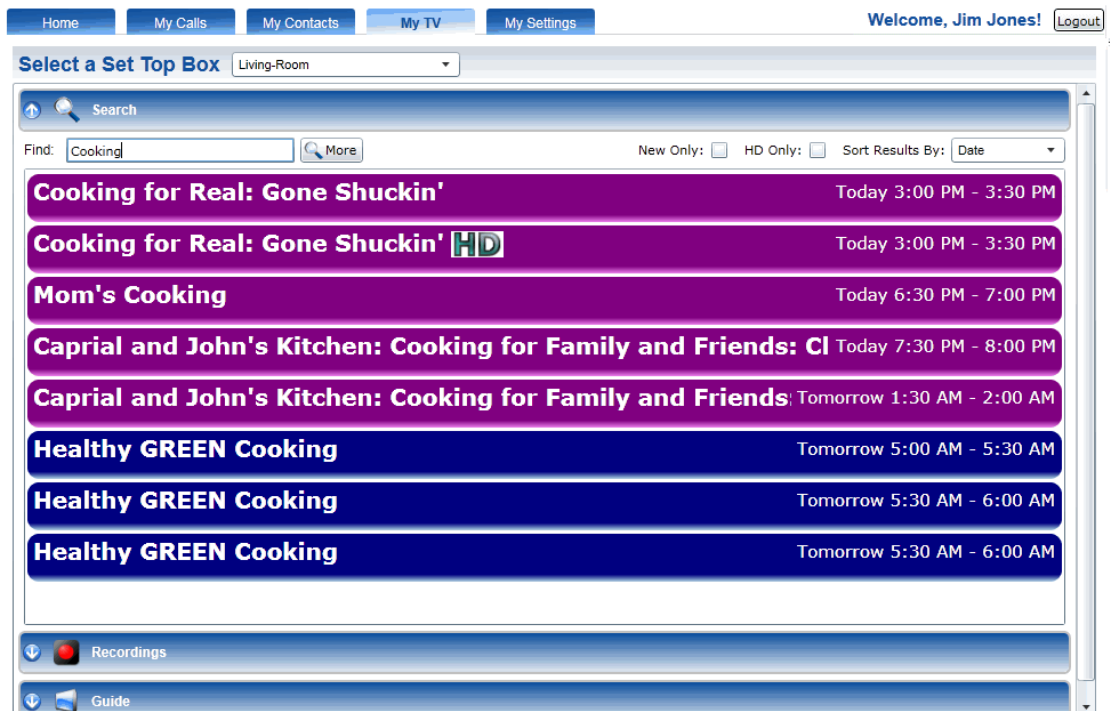 Home My Calls My Contacts My TV My Settings Welcome, Jim Jones! Logout
Select a Set Top Box Living-Room
Search
Find: Cooking More New Only: HD Only: Sort Results By: Date
Cooking for Real: Gone Shuckin' Today 3:00 PM - 3:30 PM
Cooking for Real: Gone Shuckin' HD Today 3:00 PM - 3:30 PM
Mom's Cooking Today 6:30 PM - 7:00 PM
Caprial and John's Kitchen: Cooking for Family and Friends: Cl Today 7:30 PM - 8:00 PM
Caprial and John's Kitchen: Cooking for Family and Friends: Tomorrow 1:30 AM - 2:00 AM
Healthy GREEN Cooking Tomorrow 5:00 AM - 5:30 AM
Healthy GREEN Cooking Tomorrow 5:30 AM - 6:00 AM
Healthy GREEN Cooking Tomorrow 5:30 AM - 6:00 AM
Recordings
Guide